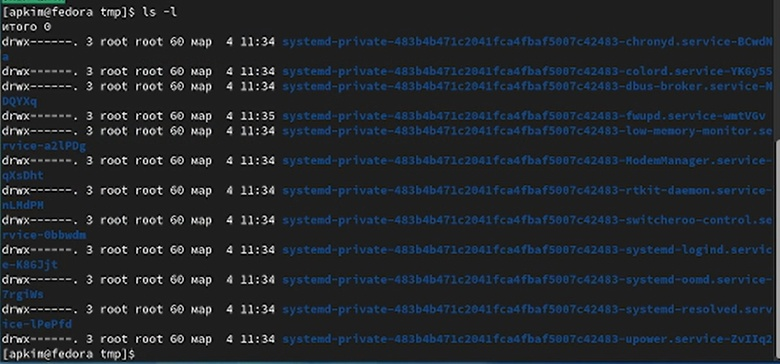 [apkim@fedora tmp]$ ls -l
итого 0
drwx------. 3 root root 60 мар  4 11:34 systemd-private-483b4b471c2041fca4fbaf5007c42483-chronyd.service-BCwdN
a
drwx------. 3 root root 60 мар  4 11:34 systemd-private-483b4b471c2041fca4fbaf5007c42483-colord.service-YK6y55
drwx------. 3 root root 60 мар  4 11:34 systemd-private-483b4b471c2041fca4fbaf5007c42483-dbus-broker.service-N
DQYXq
drwx------. 3 root root 60 мар  4 11:35 systemd-private-483b4b471c2041fca4fbaf5007c42483-fwupd.service-wmtVGv
drwx------. 3 root root 60 мар  4 11:34 systemd-private-483b4b471c2041fca4fbaf5007c42483-low-memory-monitor.se
rvice-a2lPDg
drwx------. 3 root root 60 мар  4 11:34 systemd-private-483b4b471c2041fca4fbaf5007c42483-ModemManager.service-
qXsDht
drwx------. 3 root root 60 мар  4 11:34 systemd-private-483b4b471c2041fca4fbaf5007c42483-rtkit-daemon.service-
nLMdPM
drwx------. 3 root root 60 мар  4 11:34 systemd-private-483b4b471c2041fca4fbaf5007c42483-switcheroo-control.se
rvice-0bbwdm
drwx------. 3 root root 60 мар  4 11:34 systemd-private-483b4b471c2041fca4fbaf5007c42483-systemd-logind.servic
e-K86Jjt
drwx------. 3 root root 60 мар  4 11:34 systemd-private-483b4b471c2041fca4fbaf5007c42483-systemd-oomd.service-
7rgiWs
drwx------. 3 root root 60 мар  4 11:34 systemd-private-483b4b471c2041fca4fbaf5007c42483-systemd-resolved.serv
ice-lPePfd
drwx------. 3 root root 60 мар  4 11:34 systemd-private-483b4b471c2041fca4fbaf5007c42483-upower.service-ZvIIq2
[apkim@fedora tmp]$